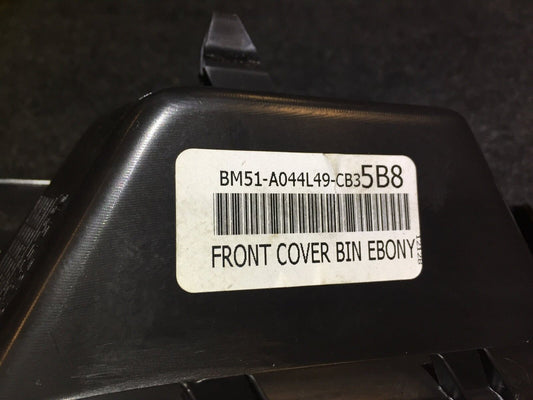 BM51-A044L49-CB35B8
FRONT COVER BIN EBONY